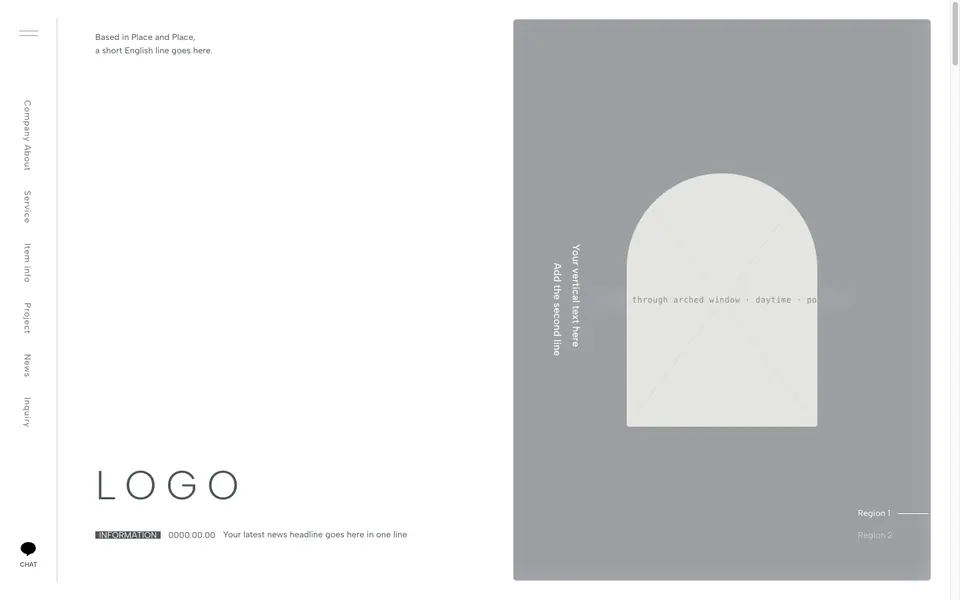 Based in Place and Place,
a short English line goes here.
Company About
Service
Item info
Project
News
Inquiry
CHAT
LOGO
INFORMATION 0000.00.00 Your latest news headline goes here in one line
Your vertical text here
Add the second line
through arched window · daytime · po
Region 1
Region 2